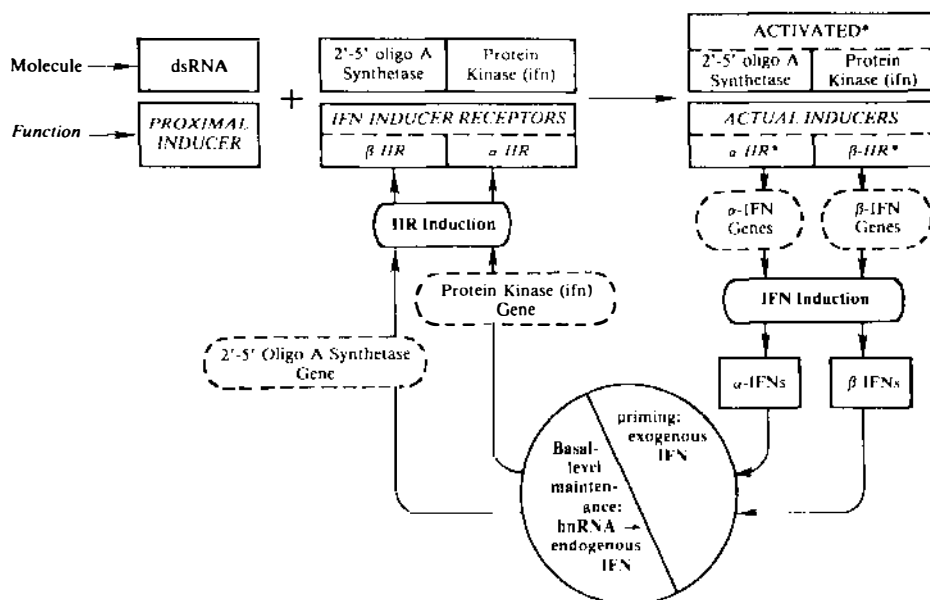 Molecule
dsRNA
+
2'-5' oligo A
Synthetase
Protein
Kinase (ifn)
ACTIVATED*
2'-5' oligo A
Synthetase
Protein
Kinase (ifn)
Function
PROXIMAL
INDUCER
IFN INDUCER RECEPTORS
β-IIR
α-IIR
ACTUAL INDUCERS
α-IIR*
β-IIR*
IIR Induction
α-IFN
Genes
β-IFN
Genes
Protein Kinase (ifn)
Gene
IFN Induction
2'-5' Oligo A Synthetase
Gene
α-IFNs
β IFNs
priming:
exogenous
IFN
Basal-
level
mainten-
ance:
hnRNA →
endogenous
IFN